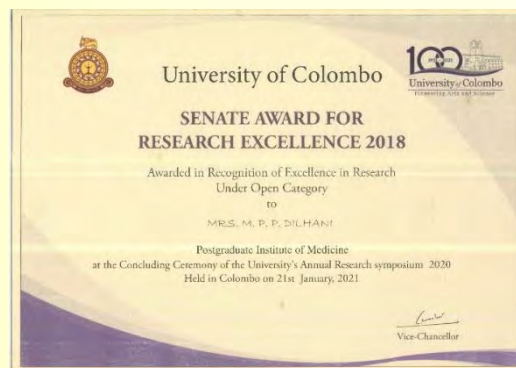 University of Colombo
100
University of Colombo
SENATE AWARD FOR
RESEARCH EXCELLENCE 2018
Awarded in Recognition of Excellence in Research
Under Open Category
to
MRS. M. P. P. DILHANI
Postgraduate Institute of Medicine
at the Concluding Ceremony of the University's Annual Research symposium 2020
Held in Colombo on 21st January, 2021
Vice-Chancellor